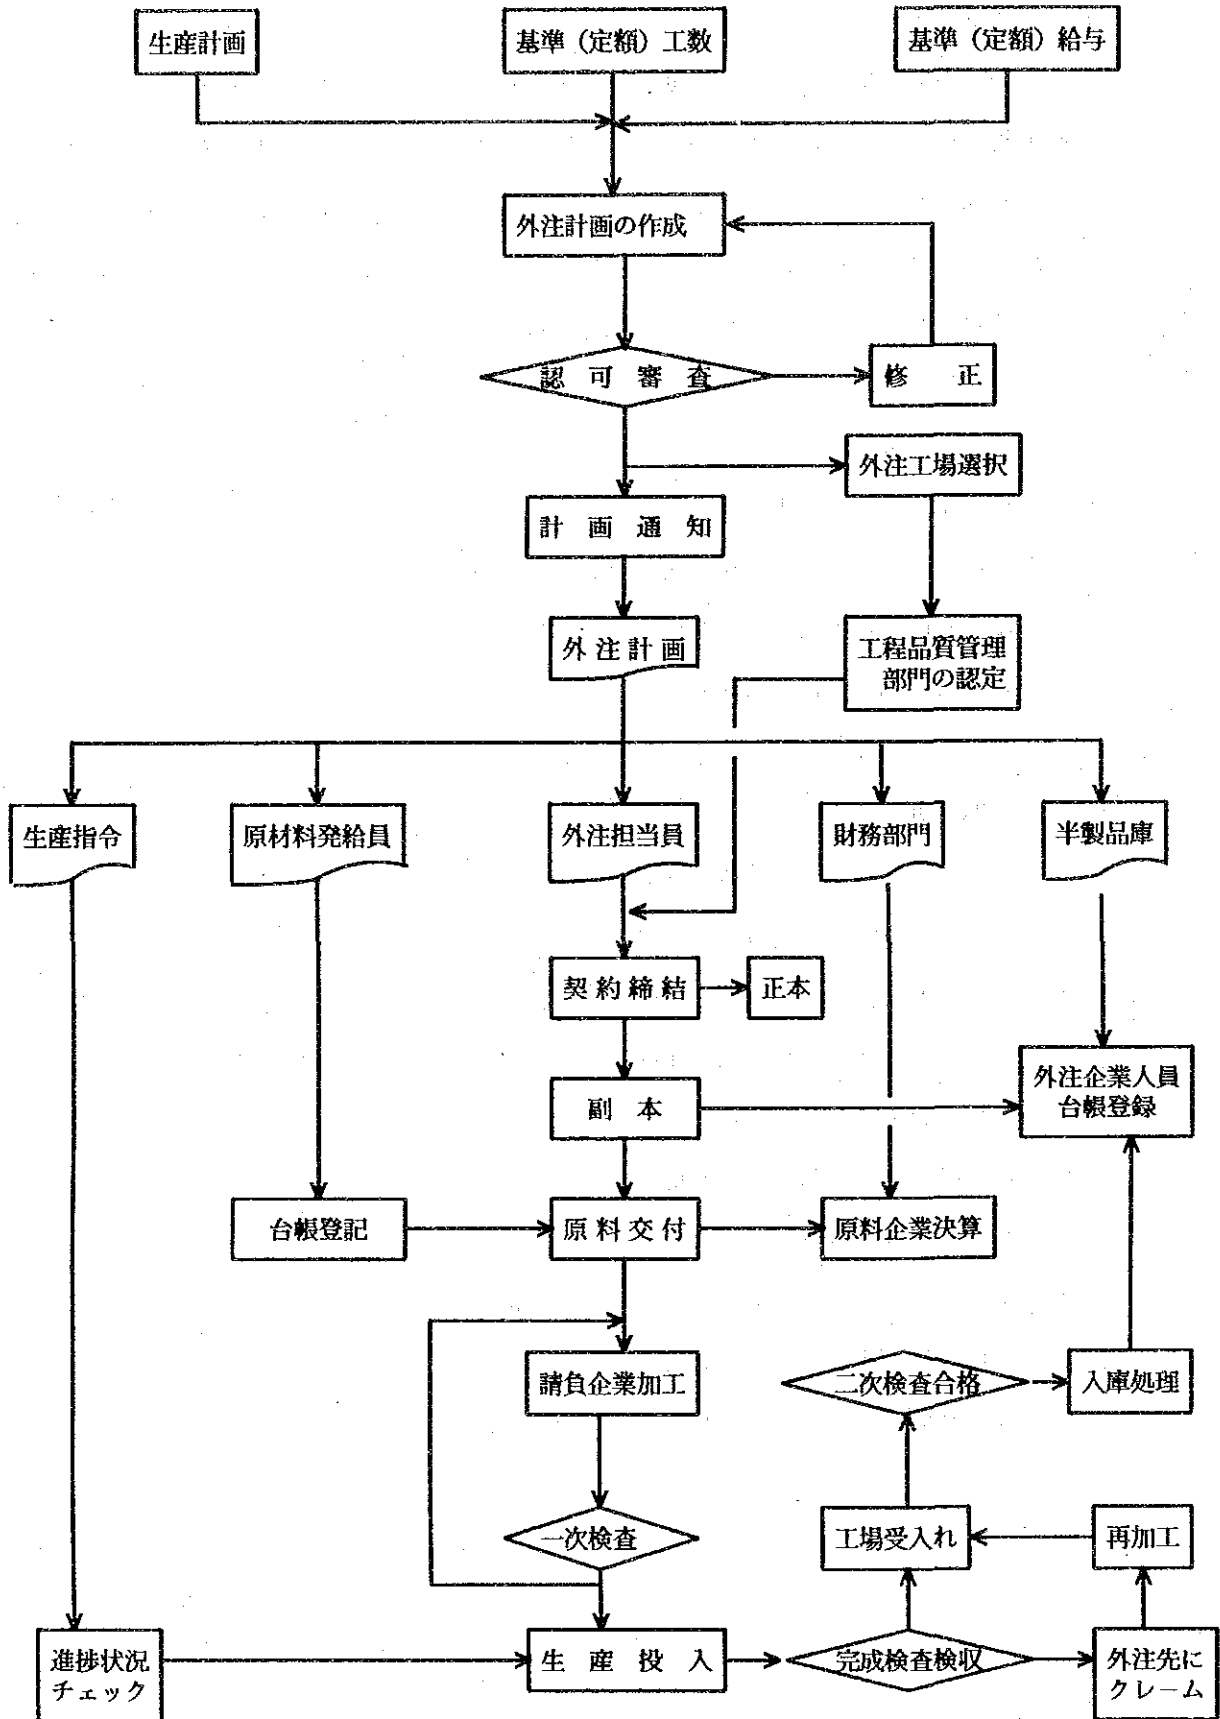 生産計画
基準（定額）工数
基準（定額）給与
外注計画の作成
認可審査
修正
外注工場選択
計画通知
外注計画
工程品質管理
部門の認定
生産指令
原材料発給員
外注担当員
財務部門
半製品庫
契約締結
正本
外注企業人員
台帳登録
副本
台帳登記
原料交付
原料企業決算
請負企業加工
二次検査合格
入庫処理
一次検査
工場受入れ
再加工
進捗状況
チェック
生産投入
完成検査検収
外注先に
クレーム